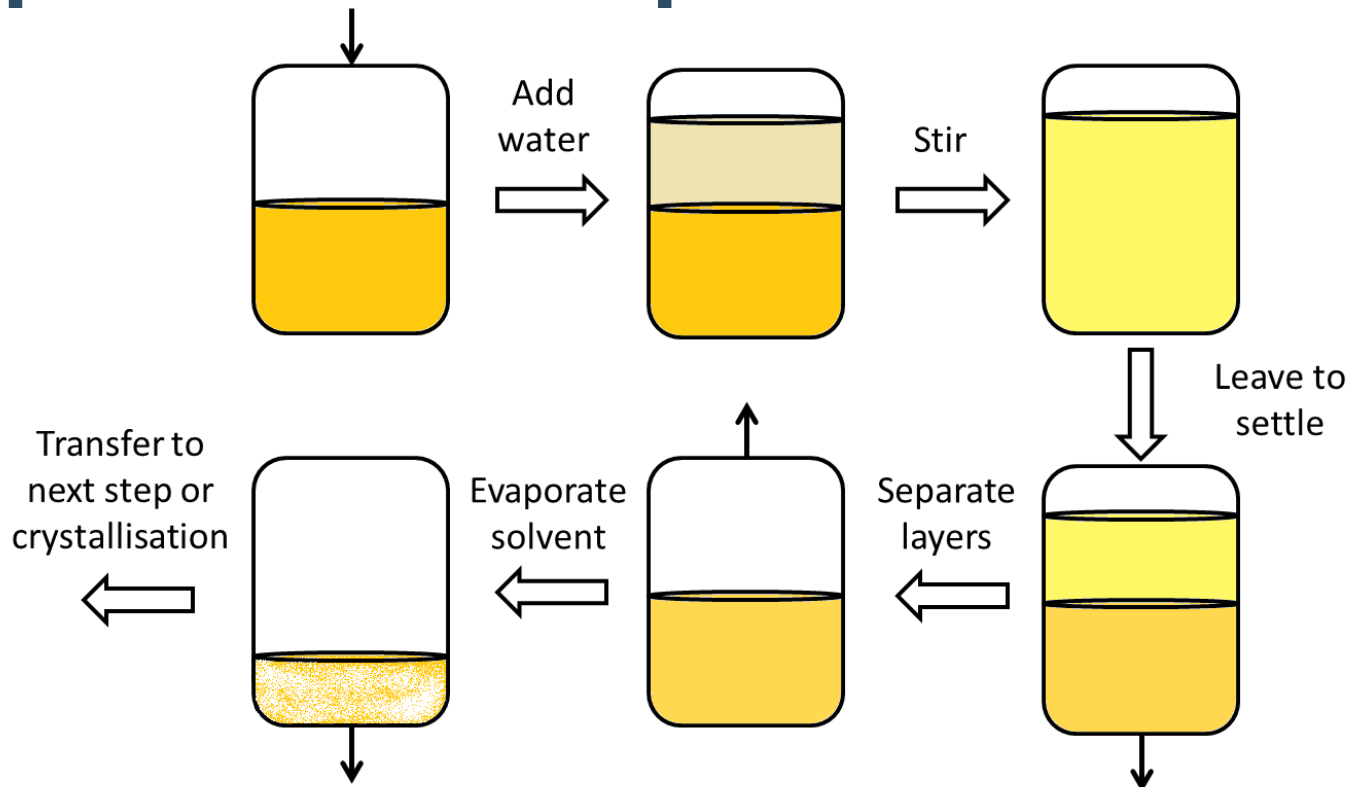 Add
water
Stir
Leave to
settle
Separate
layers
Evaporate
solvent
Transfer to
next step or
crystallisation